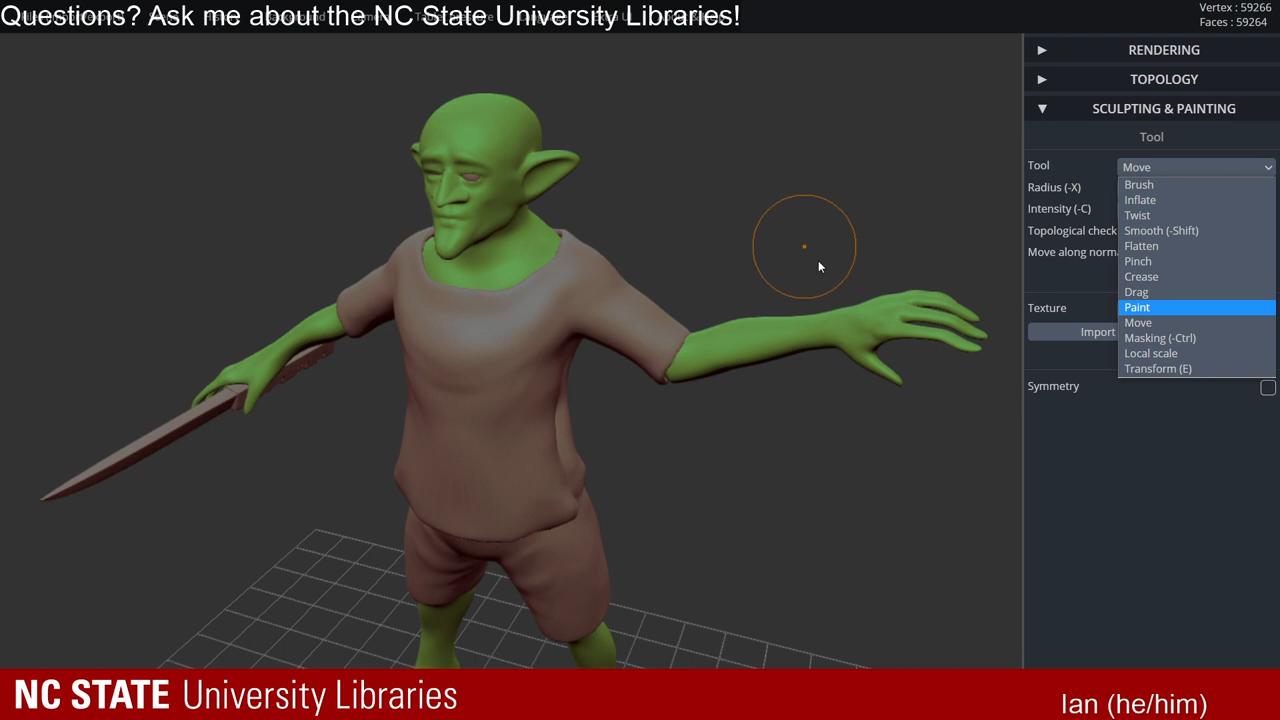 Questions? Ask me about the NC State University Libraries!
Vertex : 59266
Faces : 59264
RENDERING
TOPOLOGY
SCULPTING & PAINTING
Tool
Tool
Move
Radius (-X)
Intensity (-C)
Topological check
Move along norm
Brush
Inflate
Twist
Smooth (-Shift)
Flatten
Pinch
Crease
Drag
Paint
Move
Masking (-Ctrl)
Local scale
Transform (E)
Texture
Import
Symmetry
NC STATE University Libraries
Ian (he/him)